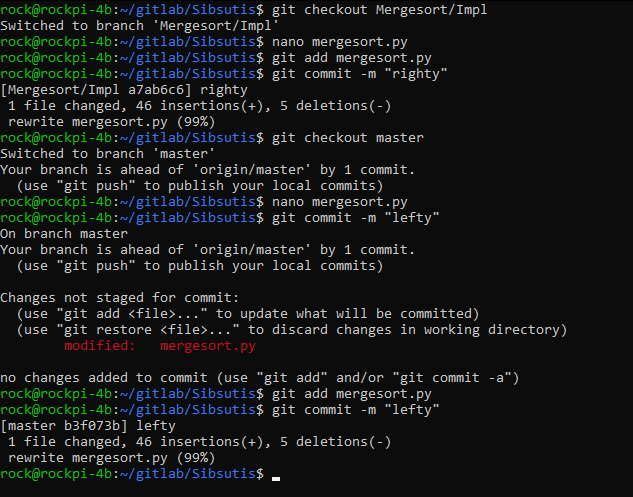 rock@rockpi-4b:~/gitlab/Sibsutis$ git checkout Mergesort/Impl
Switched to branch 'Mergesort/Impl'
rock@rockpi-4b:~/gitlab/Sibsutis$ nano mergesort.py
rock@rockpi-4b:~/gitlab/Sibsutis$ git add mergesort.py
rock@rockpi-4b:~/gitlab/Sibsutis$ git commit -m "righty"
[Mergesort/Impl a7ab6c6] righty
 1 file changed, 46 insertions(+), 5 deletions(-)
 rewrite mergesort.py (99%)
rock@rockpi-4b:~/gitlab/Sibsutis$ git checkout master
Switched to branch 'master'
Your branch is ahead of 'origin/master' by 1 commit.
  (use "git push" to publish your local commits)
rock@rockpi-4b:~/gitlab/Sibsutis$ nano mergesort.py
rock@rockpi-4b:~/gitlab/Sibsutis$ git commit -m "lefty"
On branch master
Your branch is ahead of 'origin/master' by 1 commit.
  (use "git push" to publish your local commits)

Changes not staged for commit:
  (use "git add <file>..." to update what will be committed)
  (use "git restore <file>..." to discard changes in working directory)
        modified:   mergesort.py

no changes added to commit (use "git add" and/or "git commit -a")
rock@rockpi-4b:~/gitlab/Sibsutis$ git add mergesort.py
rock@rockpi-4b:~/gitlab/Sibsutis$ git commit -m "lefty"
[master b3f073b] lefty
 1 file changed, 46 insertions(+), 5 deletions(-)
 rewrite mergesort.py (99%)
rock@rockpi-4b:~/gitlab/Sibsutis$